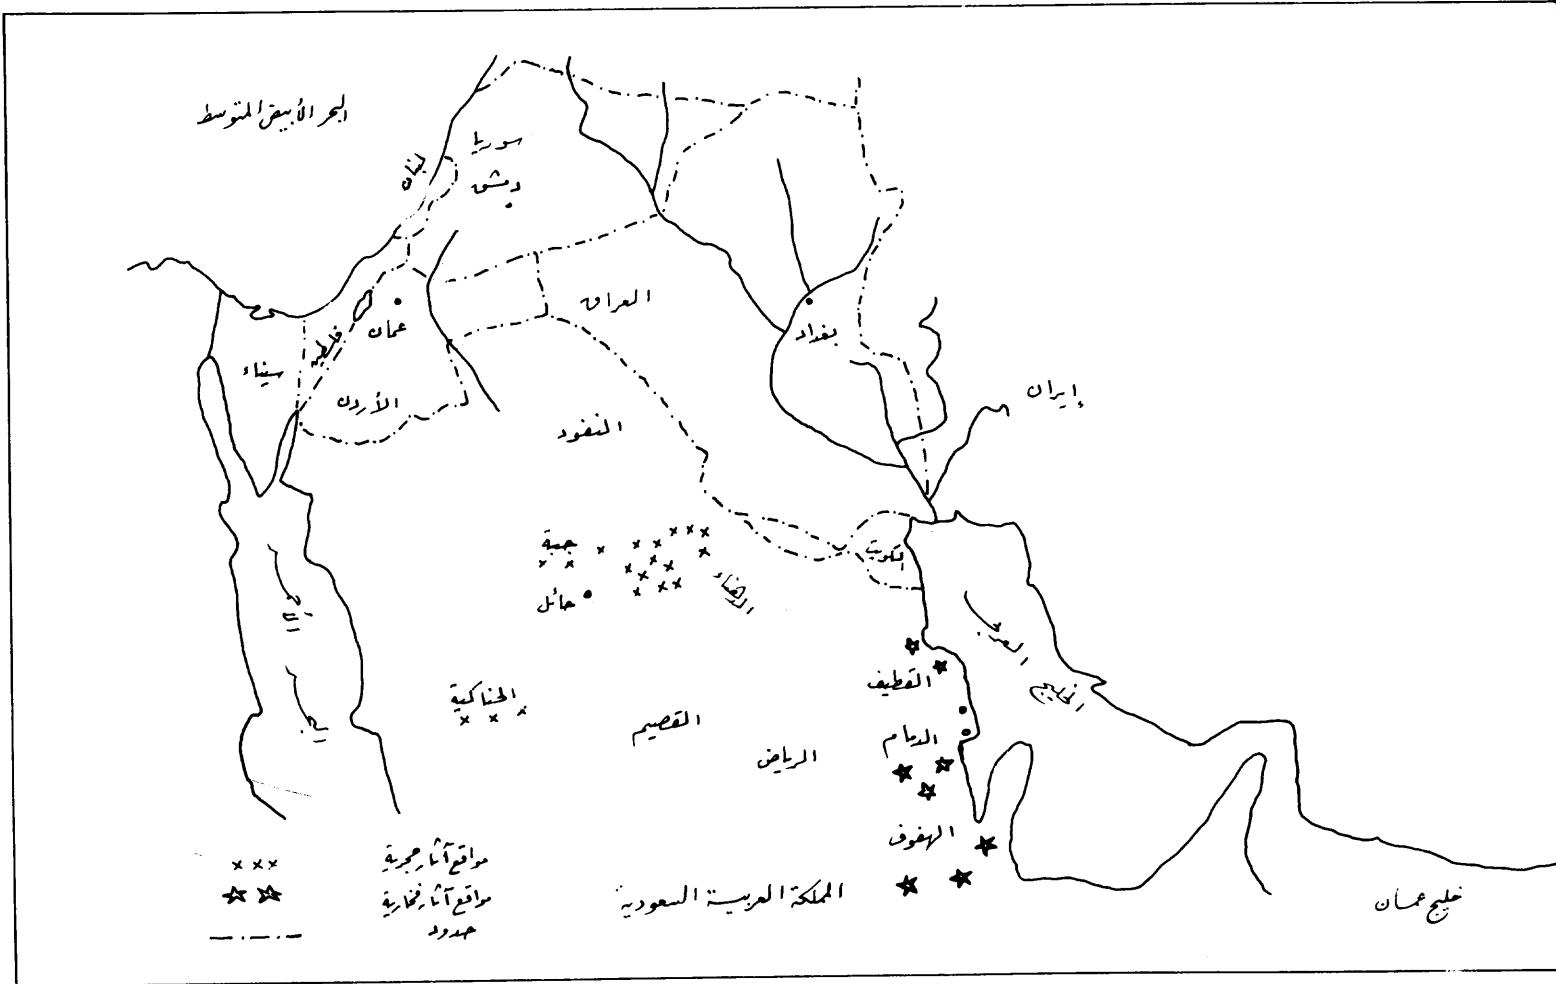 البحر الأبيض المتوسط
سوريا
لبنان
دمشق
العراق
عمان
فلسطين
بغداد
سيناء
الأردن
إيران
النفود
جبة
الكويت
الدهناء
حائل
الخليج العربي
القطيف
الحناكية
القصيم
الدمام
الرياض
الهفوف
مواقع آثار حجرية
مواقع آثار فخارية
حدود
المملكة العربية السعودية
خليج عمان